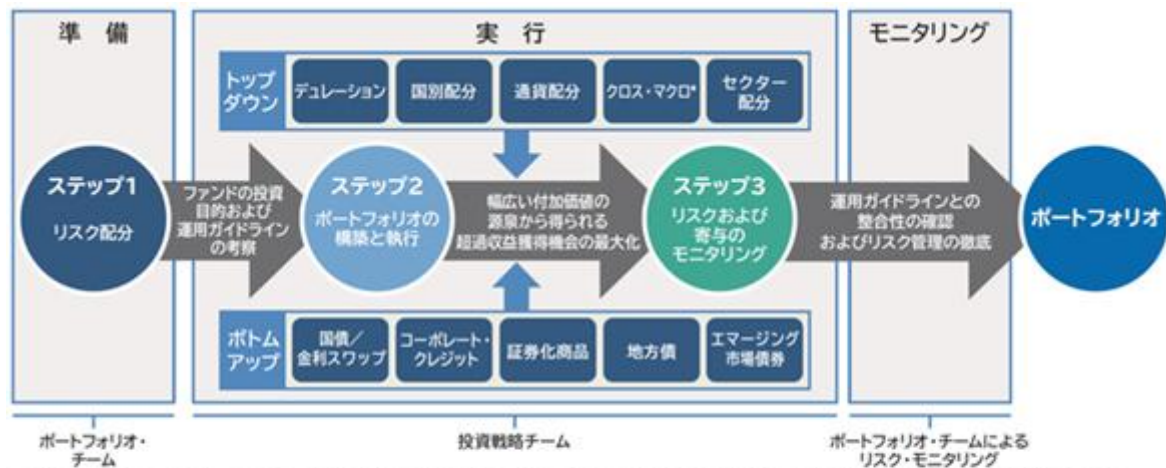 準 備
実 行
モニタリング
トップ
ダウン
デュレーション
国別配分
通貨配分
クロス・マクロ*
セクター
配分
ステップ1
リスク配分
ファンドの投資
目的および
運用ガイドライン
の考察
ステップ2
ポートフォリオの
構築と執行
幅広い付加価値の
源泉から得られる
超過収益獲得機会の最大化
ステップ3
リスクおよび
寄与の
モニタリング
運用ガイドラインとの
整合性の確認
およびリスク管理の徹底
ポートフォリオ
ボトム
アップ
国債／
金利スワップ
コーポレート・
クレジット
証券化商品
地方債
エマージング
市場債券
ポートフォリオ・
チーム
投資戦略チーム
ポートフォリオ・チームによる
リスク・モニタリング